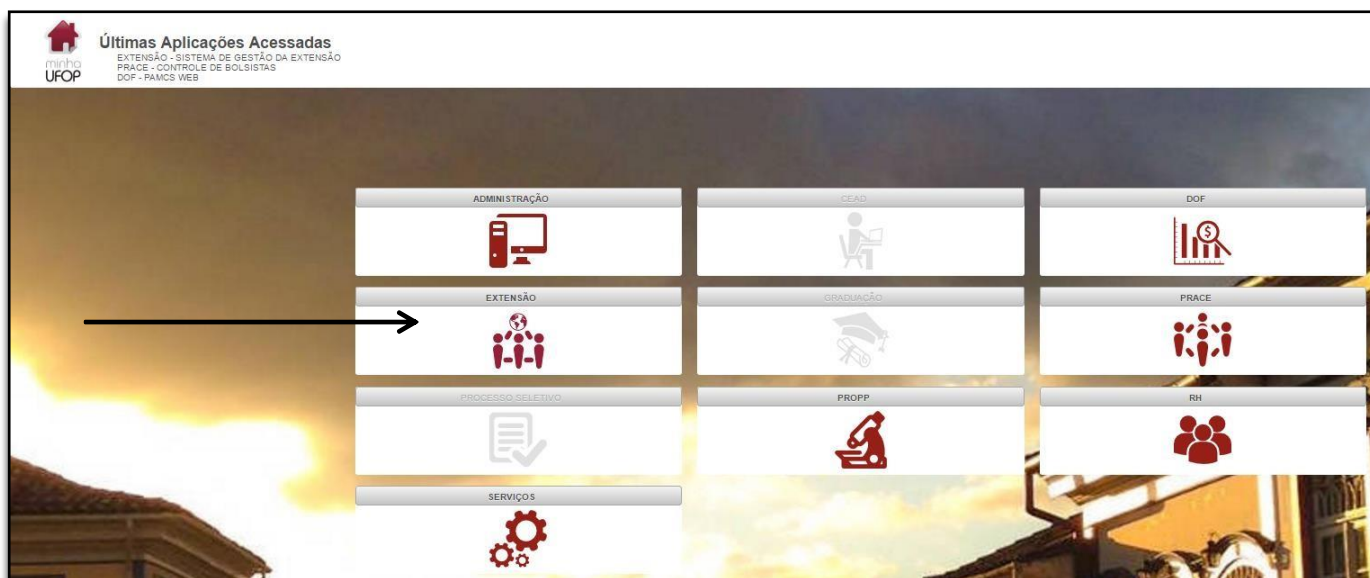 Últimas Aplicações Acessadas
EXTENSÃO - SISTEMA DE GESTÃO DA EXTENSÃO
PRACE - CONTROLE DE BOLSISTAS
DOF - PAMCS WEB
minha
UFOP
ADMINISTRAÇÃO
CEAD
DOF
EXTENSÃO
GRADUAÇÃO
PRACE
PROCESSO SELETIVO
PROPP
RH
SERVIÇOS